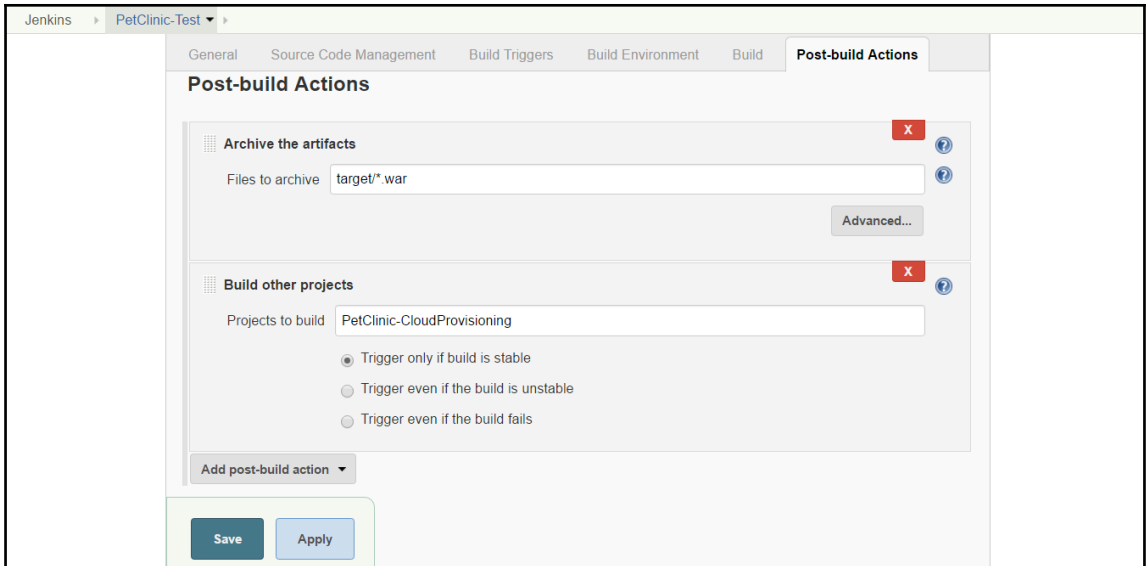 Jenkins PetClinic-Test
General Source Code Management Build Triggers Build Environment Build Post-build Actions
Post-build Actions
X
Archive the artifacts
Files to archive target/*.war
Advanced...
X
Build other projects
Projects to build PetClinic-CloudProvisioning
Trigger only if build is stable
Trigger even if the build is unstable
Trigger even if the build fails
Add post-build action
Save Apply